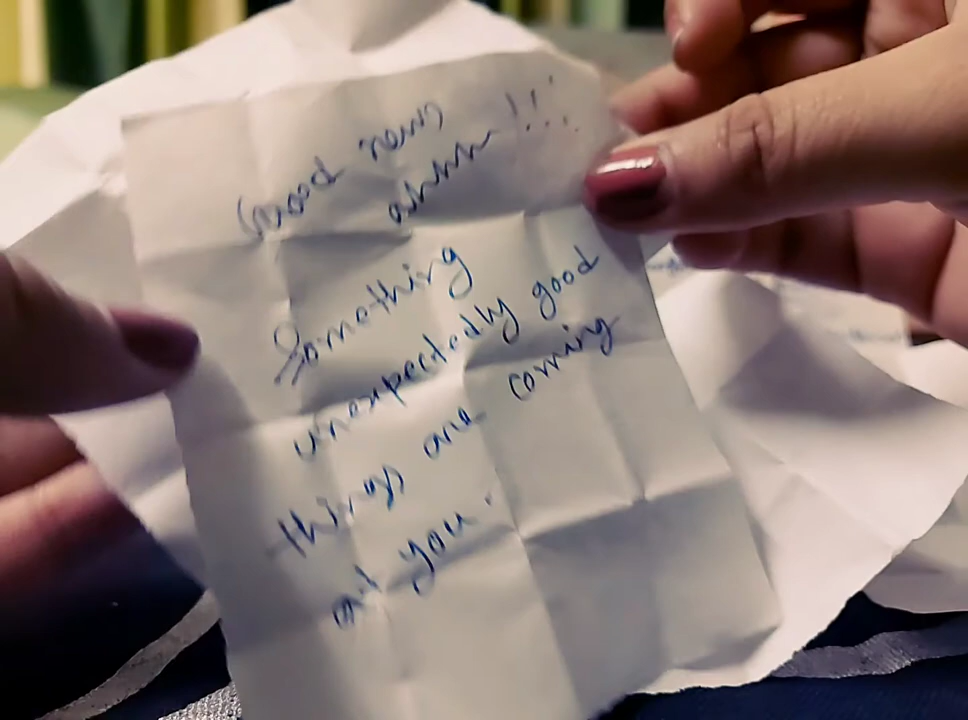 Good news
ahhh!!!
Something
unexpectedly good
things are coming
at you.